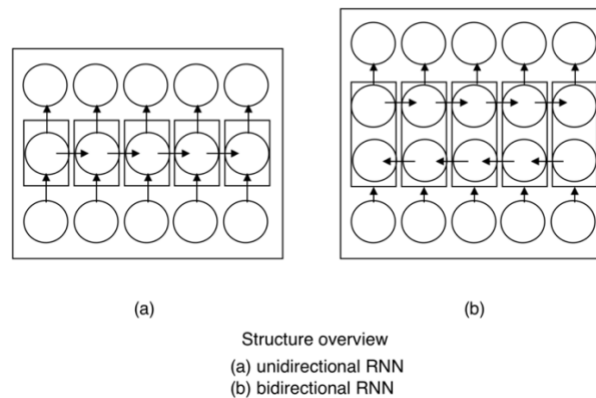 (a)
(b)
Structure overview
(a) unidirectional RNN
(b) bidirectional RNN